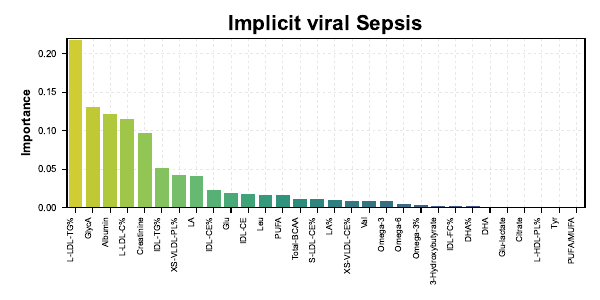 Implicit viral Sepsis
Importance
0.20
0.15
0.10
0.05
0.00
L-LDL-TG%
GlycA
Albumin
L-LDL-C%
Creatinine
IDL-TG%
XS-VLDL-PL%
LA
IDL-CE%
Glu
IDL-CE
Leu
PUFA
Total-BCAA
S-LDL-CE%
LA%
XS-VLDL-CE%
Val
Omega-3
Omega-6
Omega-3%
3-Hydroxybutyrate
IDL-FC%
DHA%
DHA
Glu-lactate
Citrate
L-HDL-PL%
Tyr
PUFA/MUFA